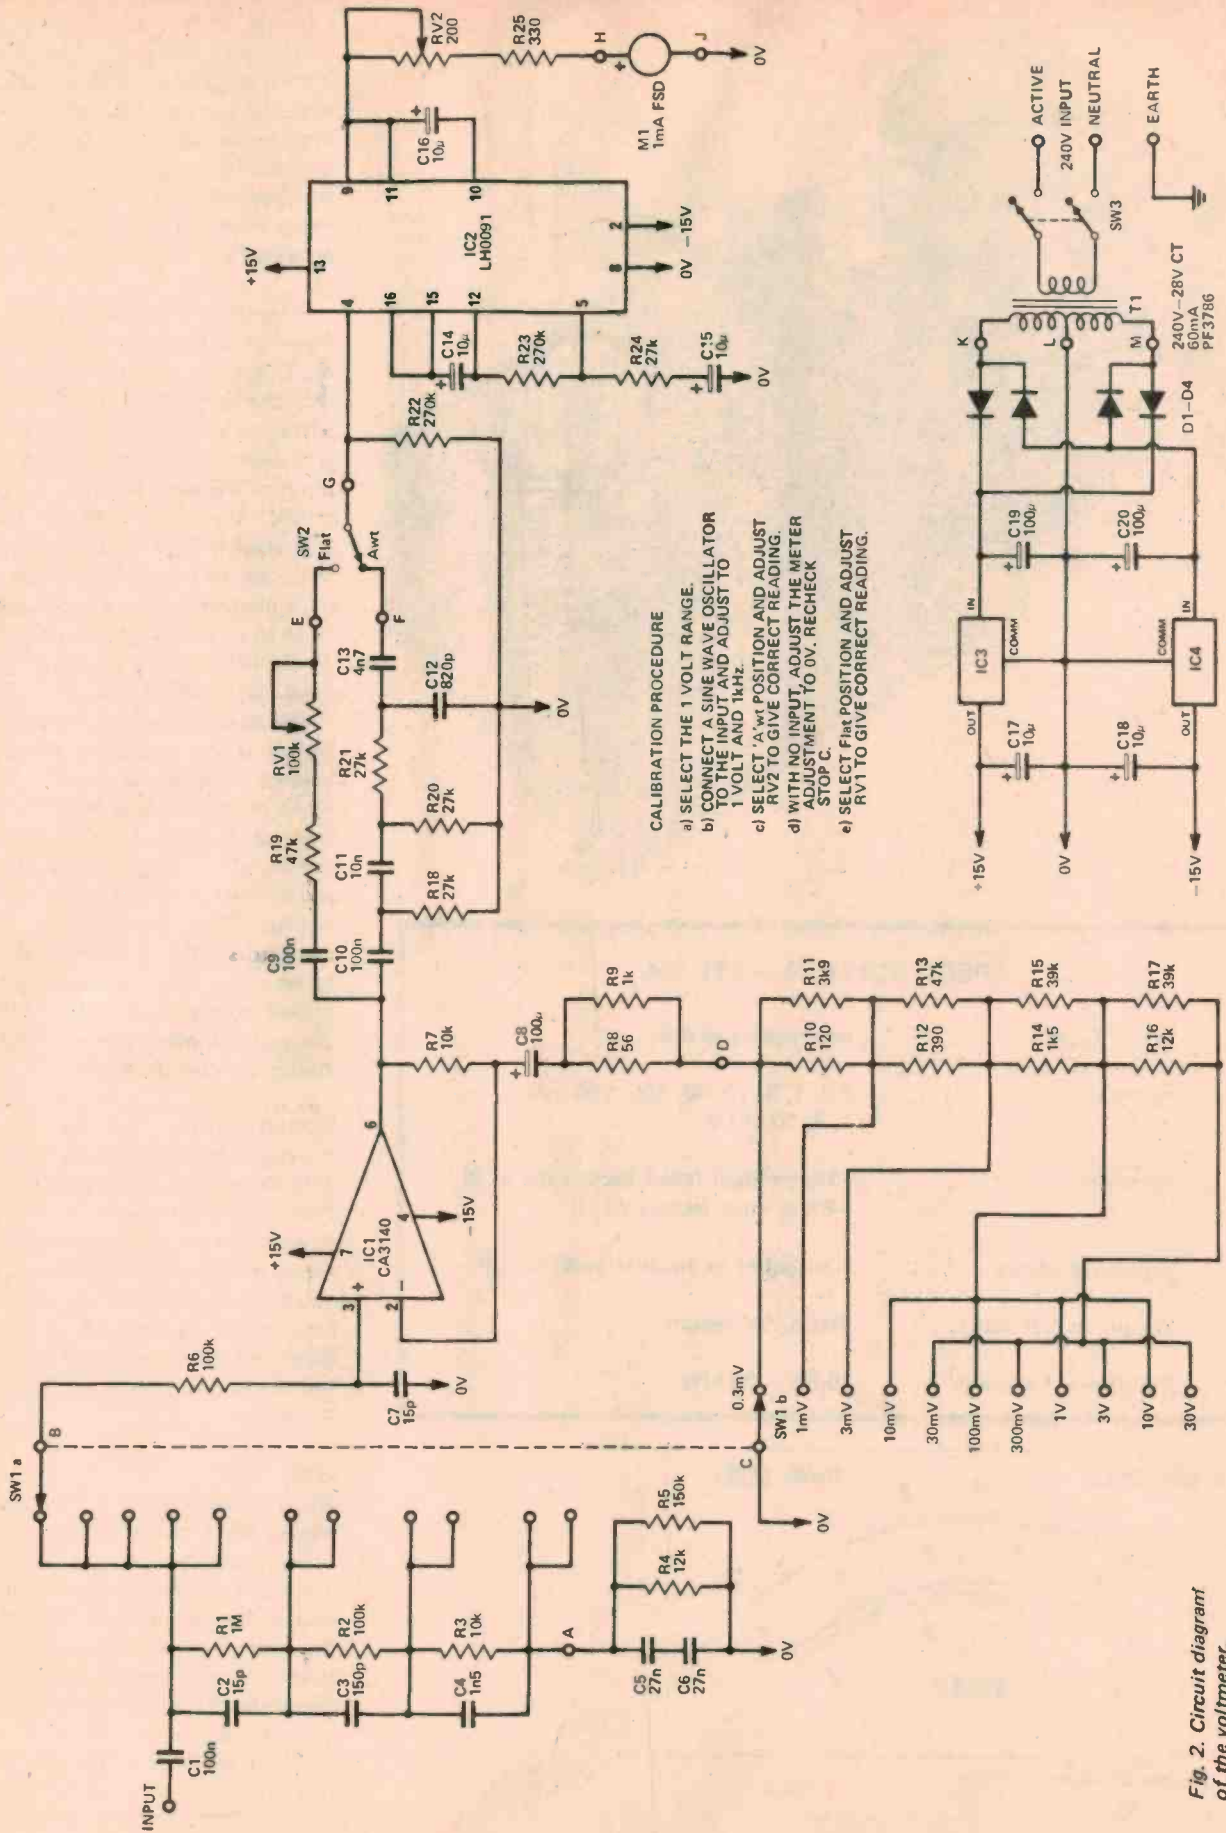 INPUT
C1
100n
C2
15p
R1
1M
C3
150p
R2
100k
C4
1n5
R3
10k
A
C5
27n
C6
27n
R4
12k
R5
150k
0V
SW1 a
B
R6
100k
C7
15p
0V
3
+
2
−
+15V
7
IC1
CA3140
4
−15V
6
R7
10k
+
C8
100µ
R8
56
R9
1k
D
C
0V
SW1 b
0.3mV
1mV
3mV
10mV
30mV
100mV
300mV
1V
3V
10V
30V
R10
120
R11
3k9
R12
390
R13
47k
R14
1k5
R15
39k
R16
12k
R17
39k
C9
100n
C10
100n
R19
47k
RV1
100k
R18
27k
C11
10n
R20
27k
R21
27k
C12
820p
C13
4n7
0V
E
F
SW2
Flat
Awt
G
R22
270k
+15V
13
4
16
15
12
5
IC2
LH0091
9
11
10
8
2
0V
−15V
+
C14
10µ
R23
270k
R24
27k
+
C15
10µ
0V
+
C16
10µ
RV2
200
R25
330
H
+
M1
1mA FSD
J
0V
CALIBRATION PROCEDURE
a) SELECT THE 1 VOLT RANGE.
b) CONNECT A SINE WAVE OSCILLATOR
TO THE INPUT AND ADJUST TO
1 VOLT AND 1kHz.
c) SELECT 'A'wt POSITION AND ADJUST
RV2 TO GIVE CORRECT READING.
d) WITH NO INPUT, ADJUST THE METER
ADJUSTMENT TO 0V. RECHECK
STOP C.
e) SELECT Flat POSITION AND ADJUST
RV1 TO GIVE CORRECT READING.
+15V
0V
−15V
+
C17
10µ
+
C18
10µ
OUT
IC3
IN
COMM
OUT
IC4
IN
COMM
+
C19
100µ
+
C20
100µ
D1–D4
K
L
M
T1
240V–28V CT
60mA
PF3786
SW3
ACTIVE
240V INPUT
NEUTRAL
EARTH
Fig. 2. Circuit diagram
of the voltmeter